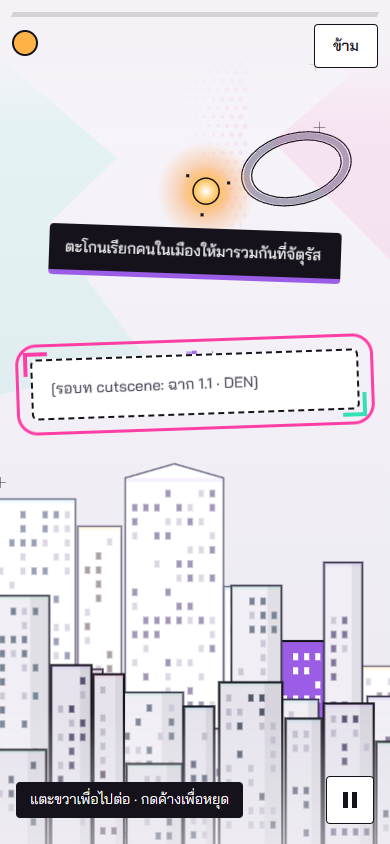 ข้าม
ตะโกนเรียกคนในเมืองให้มารวมกันที่จัตุรัส
[รอบท cutscene: ฉาก 1.1 · DEN]
แตะขวาเพื่อไปต่อ · กดค้างเพื่อหยุด